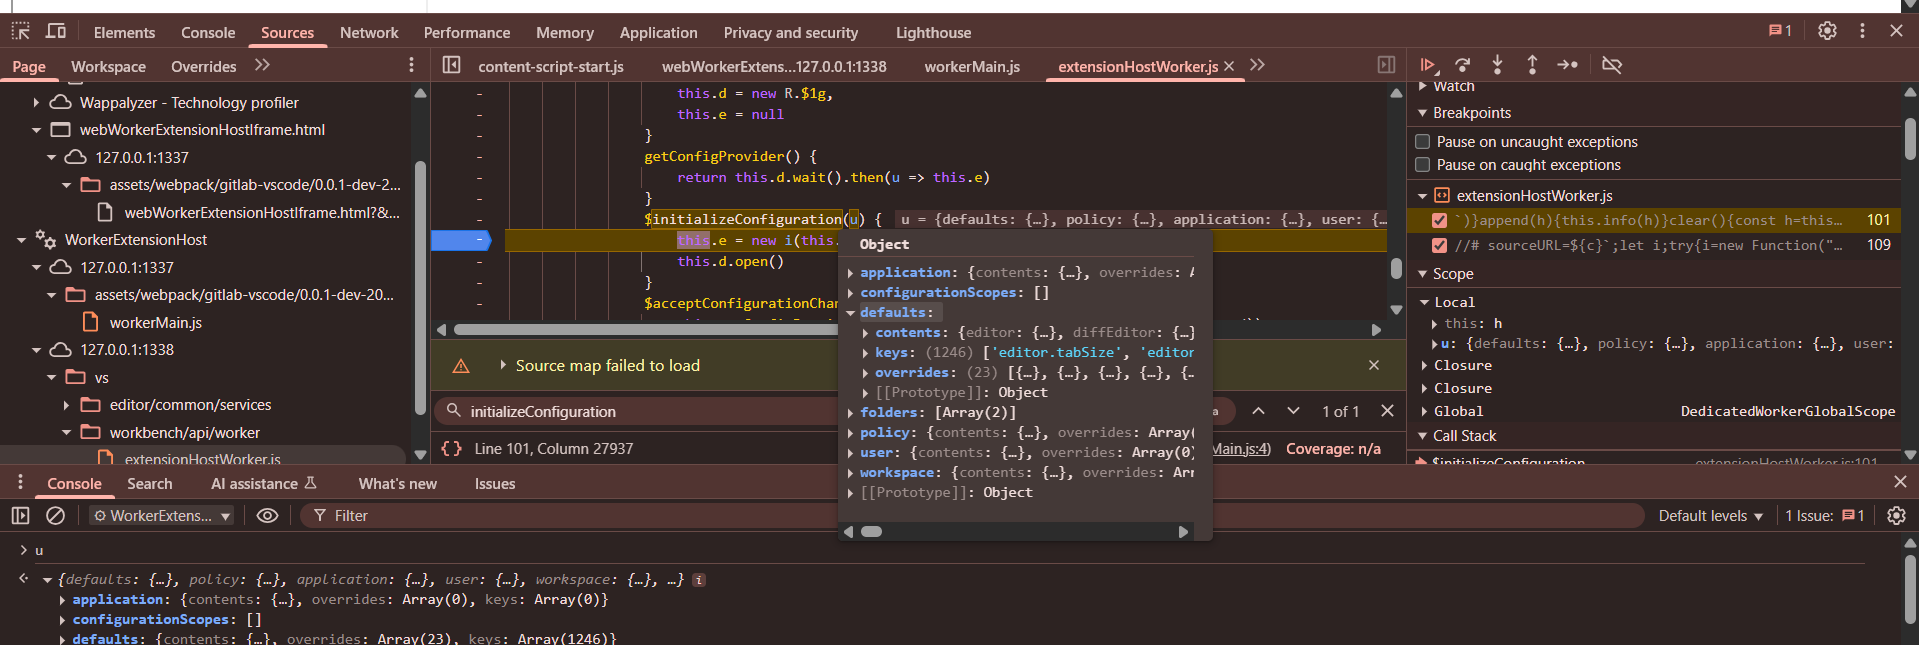 Elements Console Sources Network Performance Memory Application Privacy and security Lighthouse 1
Page Workspace Overrides
content-script-start.js webWorkerExtens...127.0.0.1:1338 workerMain.js extensionHostWorker.js
Wappalyzer - Technology profiler
webWorkerExtensionHostIframe.html
127.0.0.1:1337
assets/webpack/gitlab-vscode/0.0.1-dev-2...
webWorkerExtensionHostIframe.html?&...
WorkerExtensionHost
127.0.0.1:1337
assets/webpack/gitlab-vscode/0.0.1-dev-20...
workerMain.js
127.0.0.1:1338
vs
editor/common/services
workbench/api/worker
extensionHostWorker.js
- this.d = new R.$1g,
- this.e = null
- }
- getConfigProvider() {
- return this.d.wait().then(u => this.e)
- }
- $initializeConfiguration(u) { u = {defaults: {…}, policy: {…}, application: {…}, user: {…
- this.e = new i(this.
- this.d.open()
- }
- $acceptConfigurationChan
Object
application: {contents: {…}, overrides: A
configurationScopes: []
defaults:
contents: {editor: {…}, diffEditor: {…}
keys: (1246) ['editor.tabSize', 'editor
overrides: (23) [{…}, {…}, {…}, {…}, {…
[[Prototype]]: Object
folders: [Array(2)]
policy: {contents: {…}, overrides: Array(
user: {contents: {…}, overrides: Array(0)
workspace: {contents: {…}, overrides: Arr
[[Prototype]]: Object
Source map failed to load
initializeConfiguration
1 of 1
{} Line 101, Column 27937
Main.js:4) Coverage: n/a
Watch
Breakpoints
Pause on uncaught exceptions
Pause on caught exceptions
extensionHostWorker.js
`)}append(h){this.info(h)}clear(){const h=this… 101
//# sourceURL=${c}`;let i;try{i=new Function("… 109
Scope
Local
this: h
u: {defaults: {…}, policy: {…}, application: {…}, user:
Closure
Closure
Global DedicatedWorkerGlobalScope
Call Stack
$initializeConfiguration extensionHostWorker.js:101
Console Search AI assistance What's new Issues
WorkerExtens... Filter Default levels 1 Issue: 1
u
{defaults: {…}, policy: {…}, application: {…}, user: {…}, workspace: {…}, …} i
application: {contents: {…}, overrides: Array(0), keys: Array(0)}
configurationScopes: []
defaults: {contents: {…}, overrides: Array(23), keys: Array(1246)}